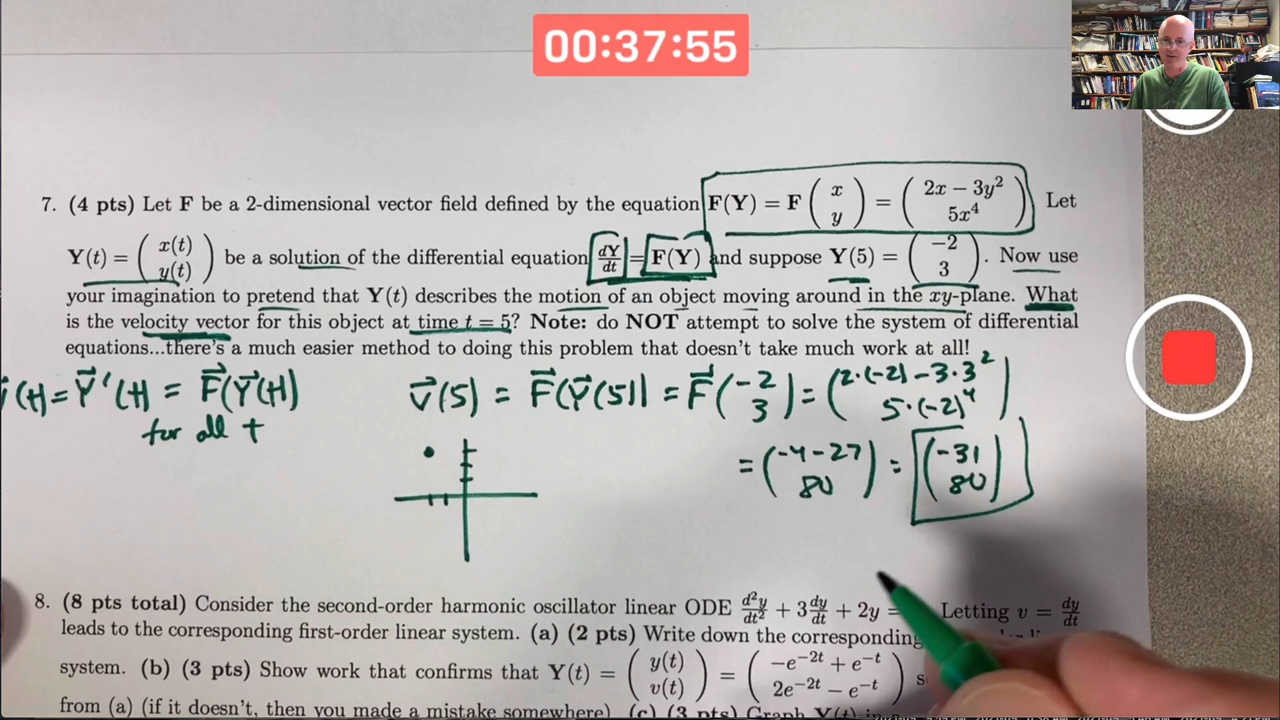 00:37:55
7. (4 pts) Let F be a 2-dimensional vector field defined by the equation F(Y) = F ( x y ) = ( 2x − 3y² 5x⁴ ). Let
Y(t) = ( x(t) y(t) ) be a solution of the differential equation dY/dt = F(Y) and suppose Y(5) = ( −2 3 ). Now use
your imagination to pretend that Y(t) describes the motion of an object moving around in the xy-plane. What
is the velocity vector for this object at time t = 5? Note: do NOT attempt to solve the system of differential
equations...there's a much easier method to doing this problem that doesn't take much work at all!
(t) = Y⃗'(t) = F⃗(Y⃗(t))
for all t
v⃗(5) = F⃗(Y⃗(5)) = F⃗( −2 3 ) = ( 2·(−2) − 3·3² 5·(−2)⁴ )
= ( −4 − 27 80 ) = ( −31 80 )
8. (8 pts total) Consider the second-order harmonic oscillator linear ODE d²y/dt² + 3dy/dt + 2y = Letting v = dy/dt
leads to the corresponding first-order linear system. (a) (2 pts) Write down the corresponding
system. (b) (3 pts) Show work that confirms that Y(t) = ( y(t) v(t) ) = ( −e⁻²ᵗ + e⁻ᵗ 2e⁻²ᵗ − e⁻ᵗ )
from (a) (if it doesn't, then you made a mistake somewhere). (c) (3 pts) Graph Y(t)